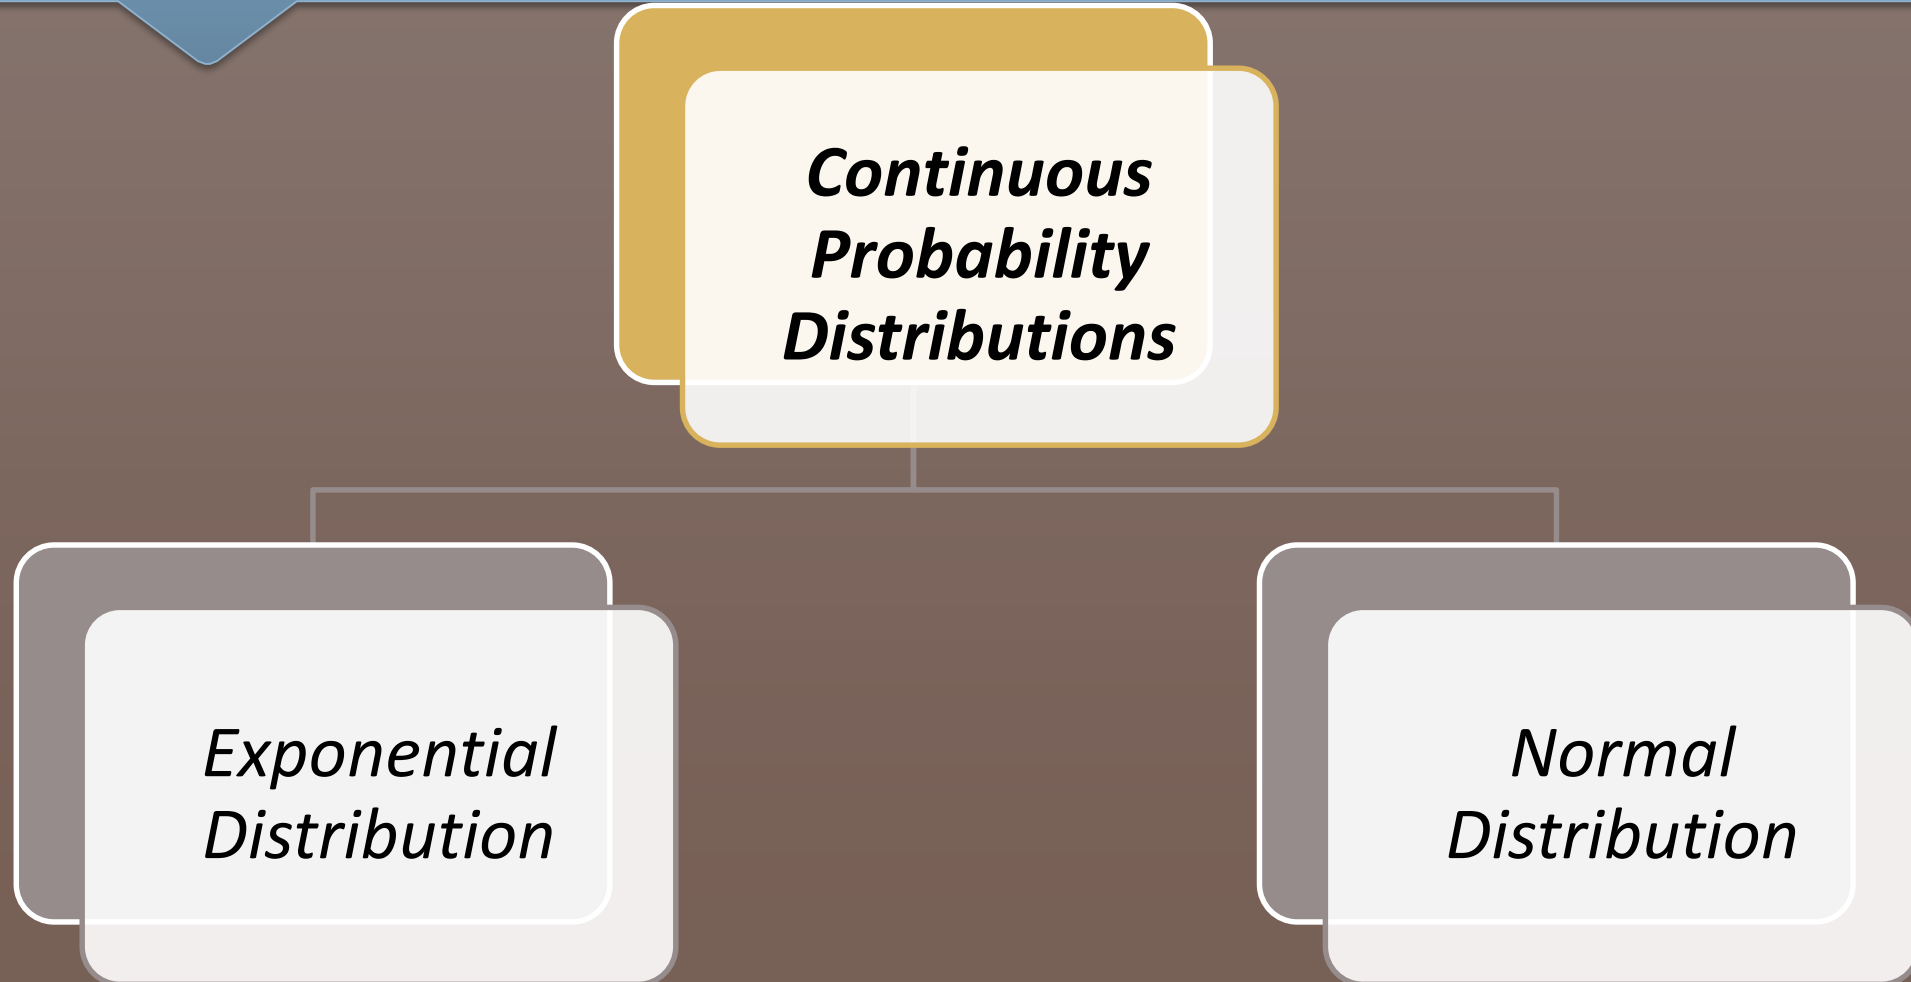 Continuous
Probability
Distributions
Exponential
Distribution
Normal
Distribution